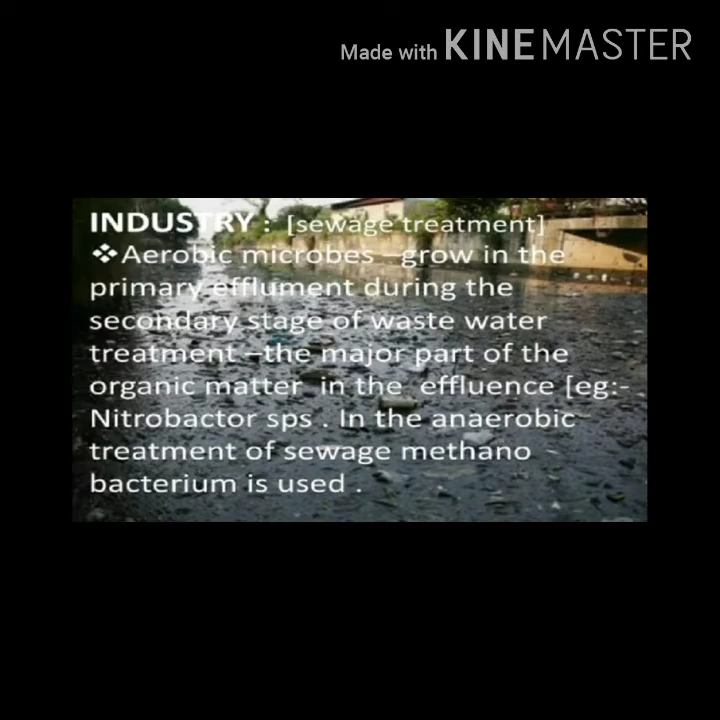 Made with KINEMASTER
INDUSTRY : [sewage treatment]
❖Aerobic microbes –grow in the
primary efflument during the
secondary stage of waste water
treatment –the major part of the
organic matter in the effluence [eg:-
Nitrobactor sps . In the anaerobic
treatment of sewage methano
bacterium is used .